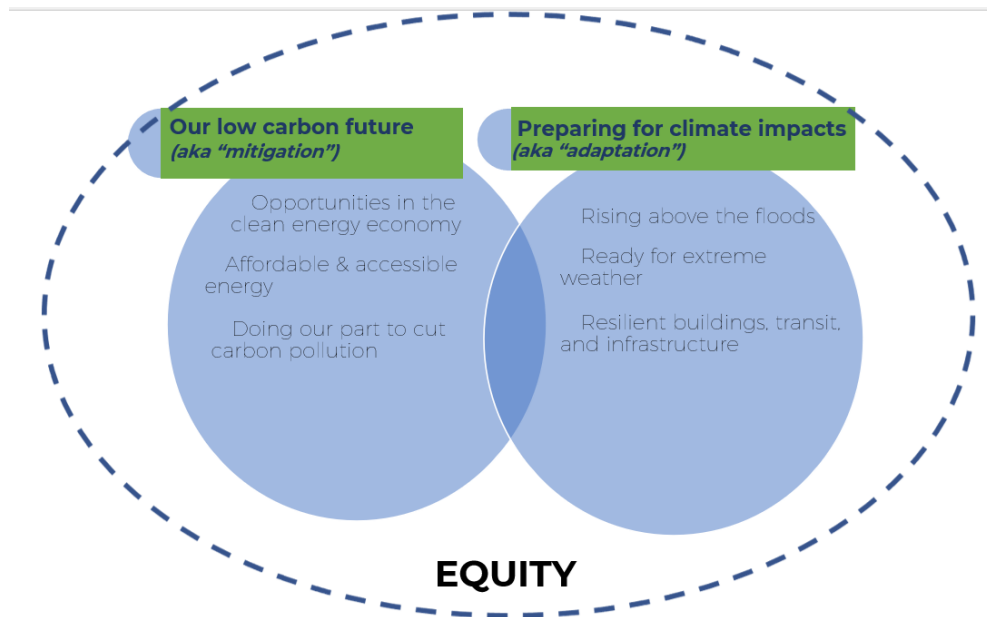 Our low carbon future
(aka “mitigation”)
Opportunities in the
clean energy economy
Affordable & accessible
energy
Doing our part to cut
carbon pollution
Preparing for climate impacts
(aka “adaptation”)
Rising above the floods
Ready for extreme
weather
Resilient buildings, transit,
and infrastructure
EQUITY